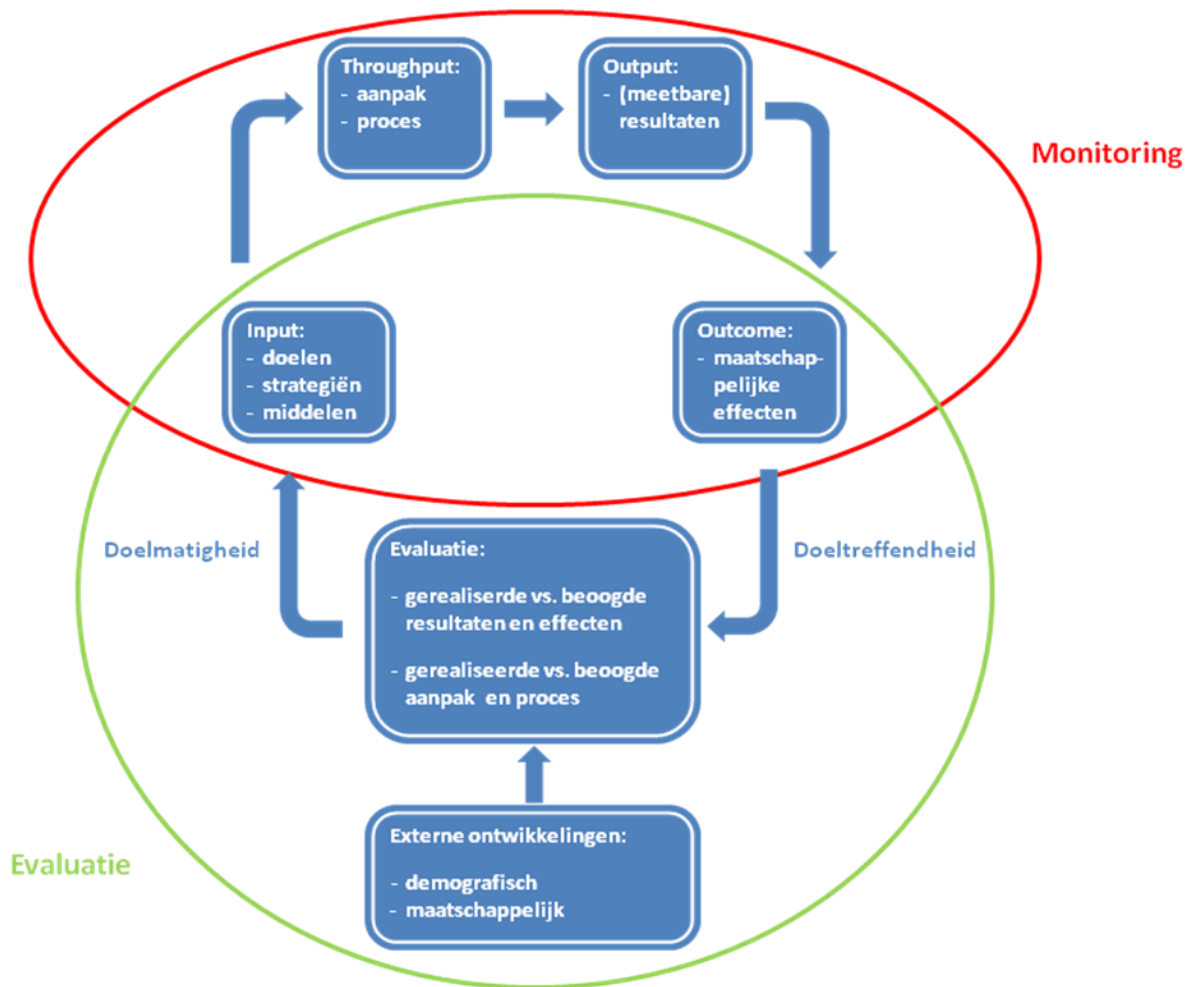 Throughput:
- aanpak
- proces
Output:
- (meetbare)
resultaten
Monitoring
Input:
- doelen
- strategiën
- middelen
Outcome:
- maatschap-
pelijke
effecten
Doelmatigheid
Evaluatie:
- gerealiserde vs. beoogde
resultaten en effecten
- gerealiseerde vs. beoogde
aanpak en proces
Doeltreffendheid
Externe ontwikkelingen:
- demografisch
- maatschappelijk
Evaluatie